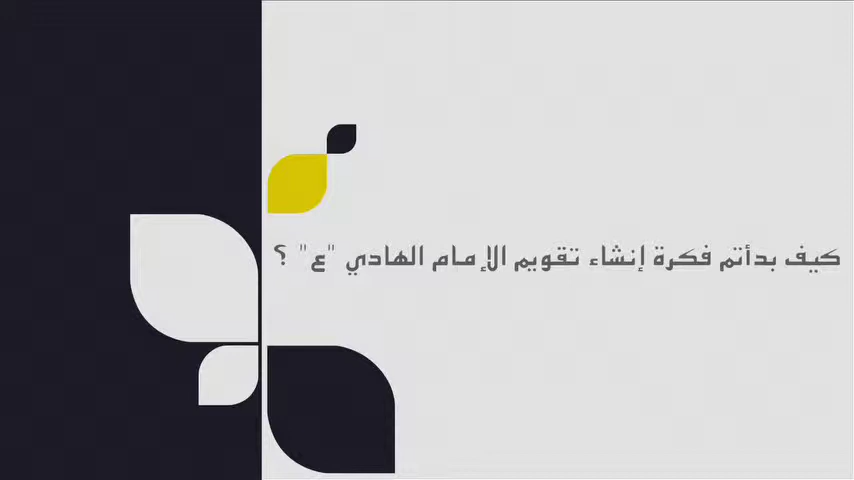 كيف بدأتم فكرة إنشاء تقويم الإمام الهادي "ع" ؟